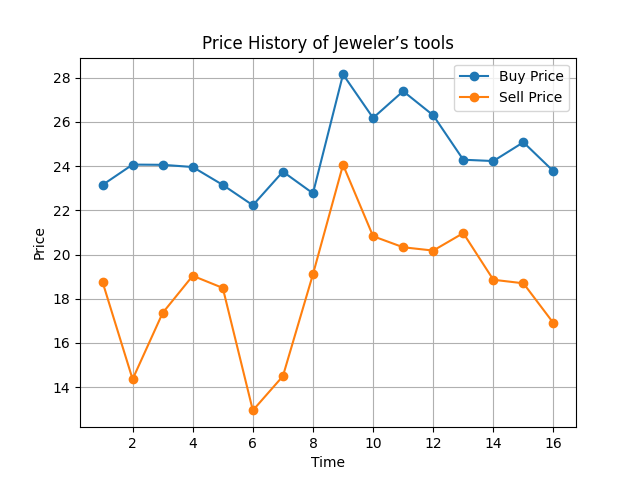 Price History of Jeweler’s tools
Buy Price
Sell Price
28
26
24
22
20
18
16
14
Price
2 4 6 8 10 12 14 16
Time